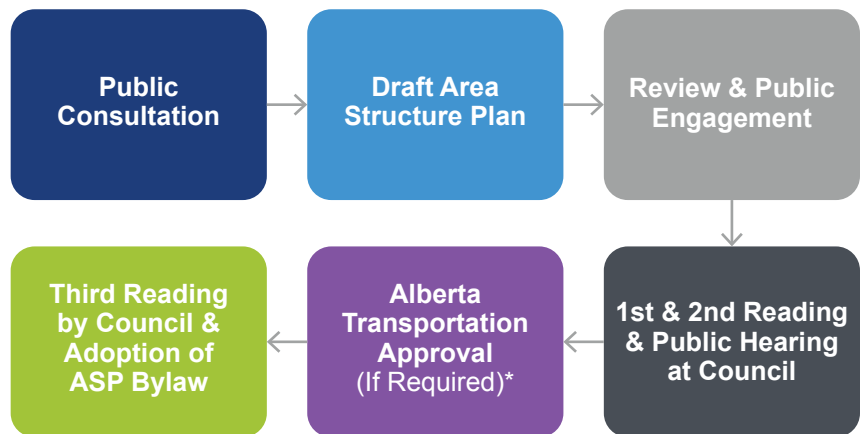 Public
Consultation
Draft Area
Structure Plan
Review & Public
Engagement
1st & 2nd Reading
& Public Hearing
at Council
Alberta
Transportation
Approval
(If Required)*
Third Reading
by Council &
Adoption of
ASP Bylaw